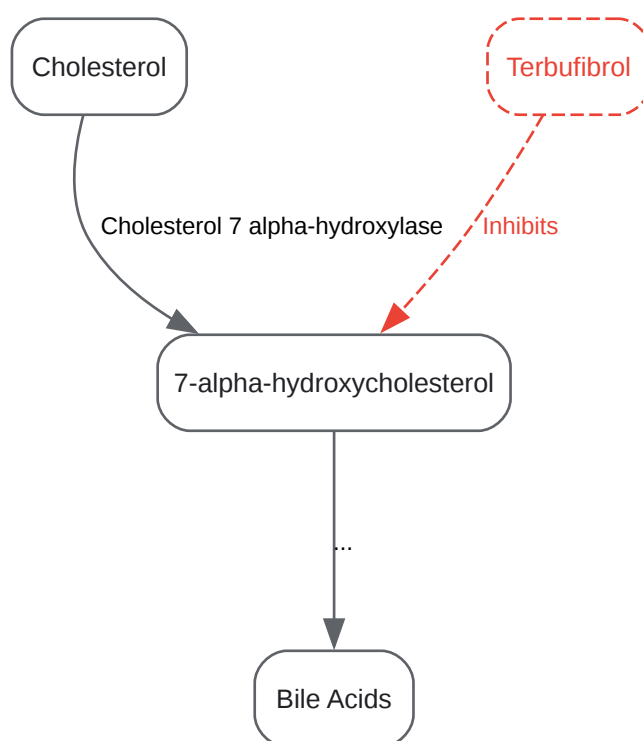 Cholesterol
Terbufibrol
Cholesterol 7 alpha-hydroxylase
Inhibits
7-alpha-hydroxycholesterol
...
Bile Acids